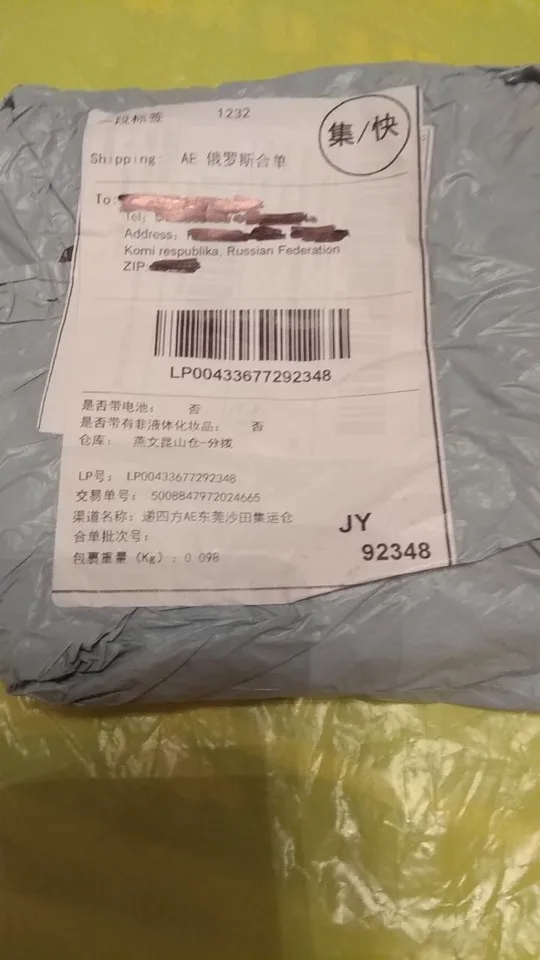 一段标签 1232
集/快
Shipping: AE 俄罗斯合单
To:
Tel:
Address:
Komi respublika, Russian Federation
ZIP:
LP00433677292348
是否带电池： 否
是否带有非液体化妆品： 否
仓库： 燕文昆山仓-分拨
LP号： LP00433677292348
交易单号： 5008847972024665
渠道名称：递四方AE东莞沙田集运仓
合单批次号：
包裹重量（Kg）：0.098
JY
92348